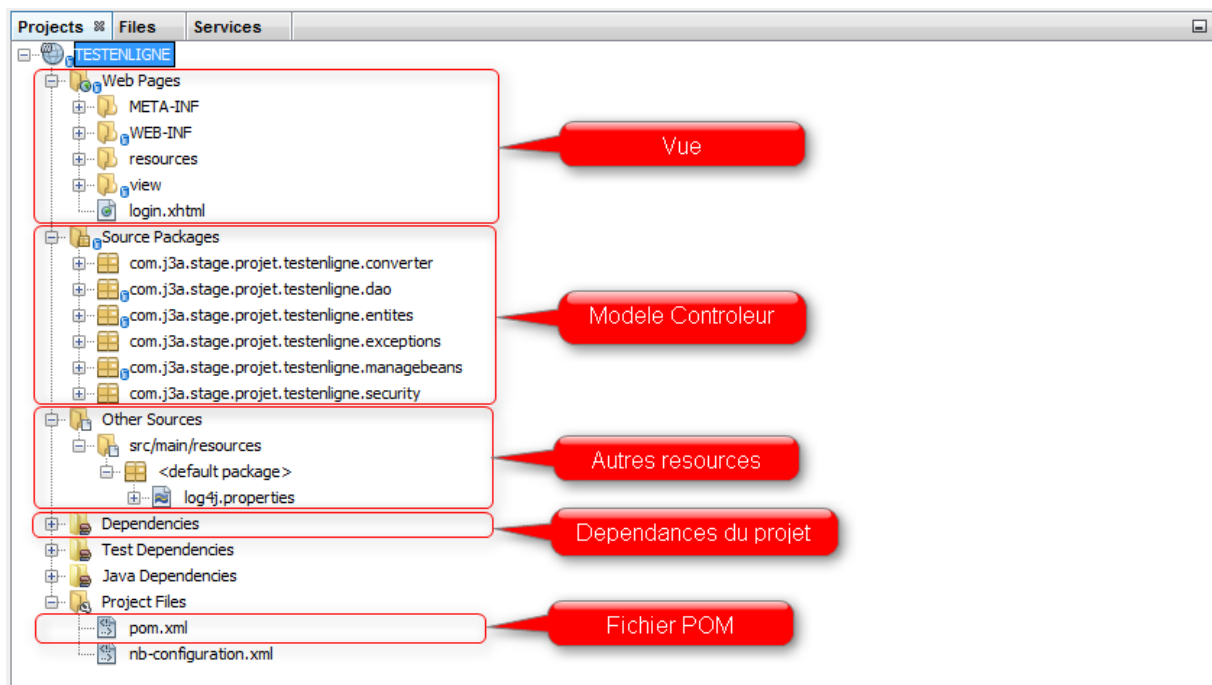 Projects Files Services
TESTENLIGNE
Web Pages
META-INF
WEB-INF
resources
view
login.xhtml
Vue
Source Packages
com.j3a.stage.projet.testenligne.converter
com.j3a.stage.projet.testenligne.dao
com.j3a.stage.projet.testenligne.entites
com.j3a.stage.projet.testenligne.exceptions
com.j3a.stage.projet.testenligne.managebeans
com.j3a.stage.projet.testenligne.security
Modele Controleur
Other Sources
src/main/resources
<default package>
log4j.properties
Autres resources
Dependencies
Dependances du projet
Test Dependencies
Java Dependencies
Project Files
pom.xml
Fichier POM
nb-configuration.xml